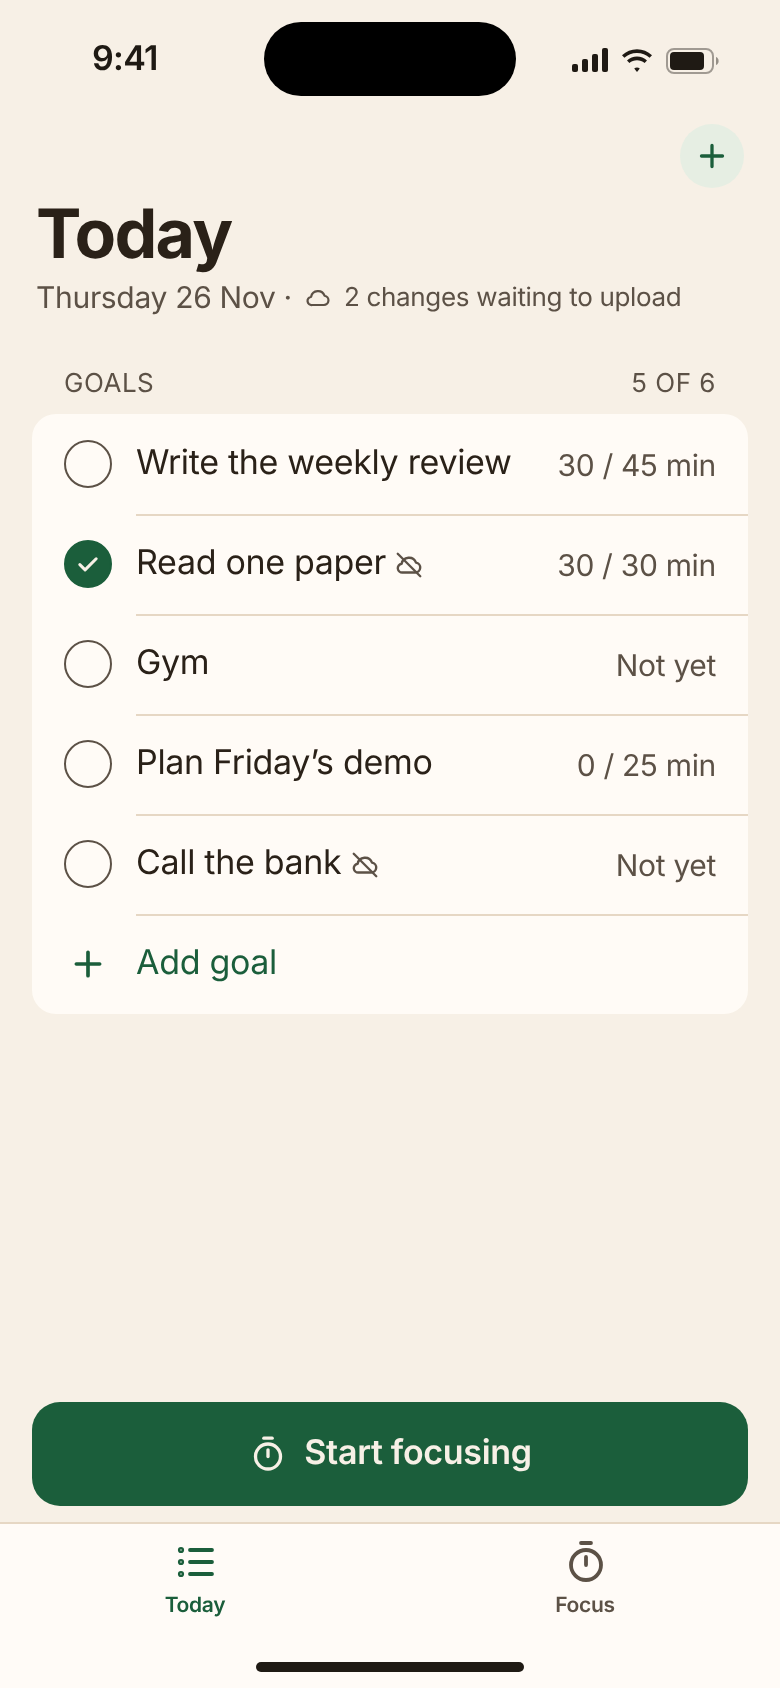 9:41
Today
Thursday 26 Nov · 2 changes waiting to upload
GOALS 5 OF 6
Write the weekly review 30 / 45 min
Read one paper 30 / 30 min
Gym Not yet
Plan Friday’s demo 0 / 25 min
Call the bank Not yet
Add goal
Start focusing
Today Focus